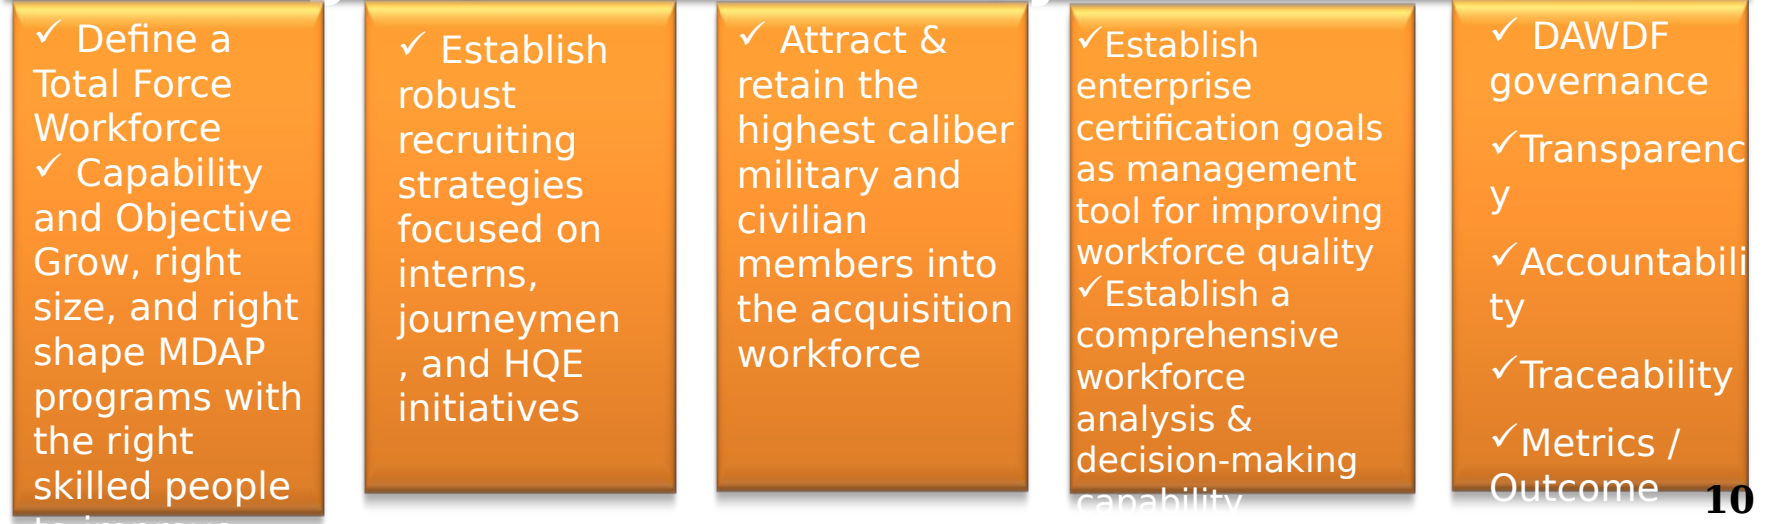 ✓ Define a
Total Force
Workforce
✓ Capability
and Objective
Grow, right
size, and right
shape MDAP
programs with
the right
skilled people
to improve
✓ Establish
robust
recruiting
strategies
focused on
interns,
journeymen
, and HQE
initiatives
✓ Attract &
retain the
highest caliber
military and
civilian
members into
the acquisition
workforce
✓Establish
enterprise
certification goals
as management
tool for improving
workforce quality
✓Establish a
comprehensive
workforce
analysis &
decision-making
capability
✓ DAWDF
governance
✓Transparenc
y
✓Accountabili
ty
✓Traceability
✓Metrics /
Outcome
10